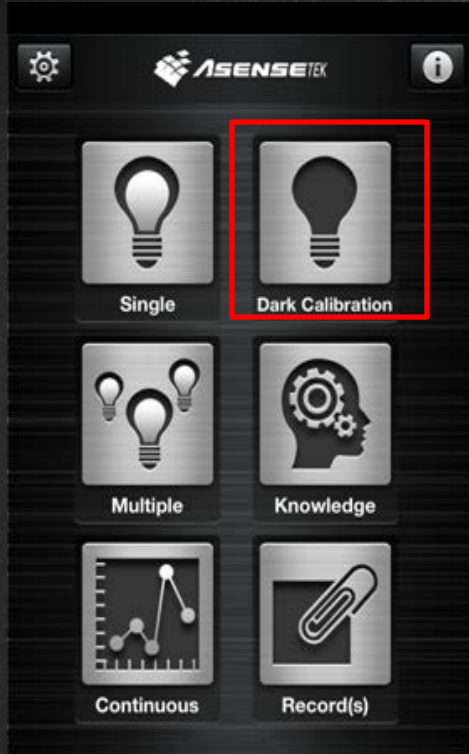 ASENSETEK
i
Single
Dark Calibration
Multiple
Knowledge
Continuous
Record(s)